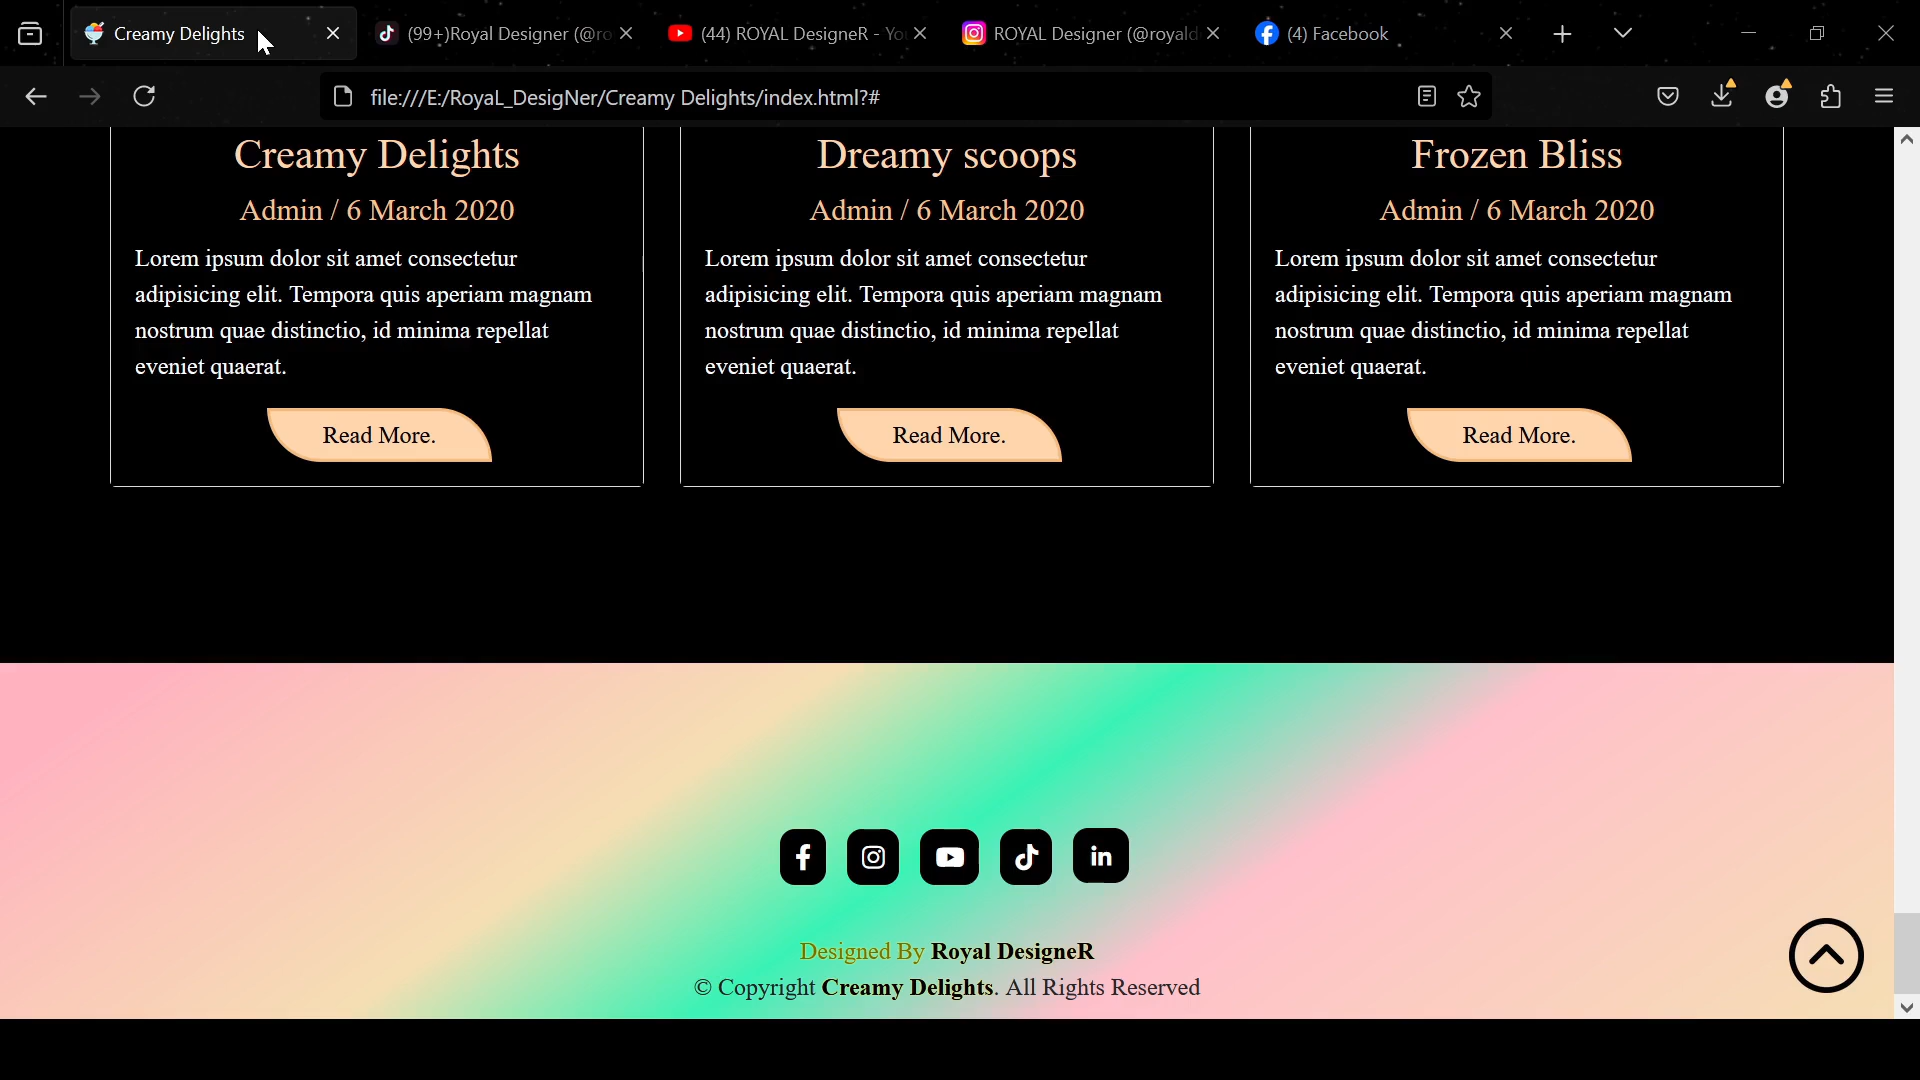 Creamy Delights
(99+)Royal Designer (@ro
(44) ROYAL DesigneR - Yo
ROYAL Designer (@royald
(4) Facebook
file:///E:/RoyaL_DesigNer/Creamy Delights/index.html?#
Creamy Delights
Admin / 6 March 2020
Lorem ipsum dolor sit amet consectetur
adipisicing elit. Tempora quis aperiam magnam
nostrum quae distinctio, id minima repellat
eveniet quaerat.
Read More.
Dreamy scoops
Admin / 6 March 2020
Lorem ipsum dolor sit amet consectetur
adipisicing elit. Tempora quis aperiam magnam
nostrum quae distinctio, id minima repellat
eveniet quaerat.
Read More.
Frozen Bliss
Admin / 6 March 2020
Lorem ipsum dolor sit amet consectetur
adipisicing elit. Tempora quis aperiam magnam
nostrum quae distinctio, id minima repellat
eveniet quaerat.
Read More.
Designed By Royal DesigneR
© Copyright Creamy Delights. All Rights Reserved